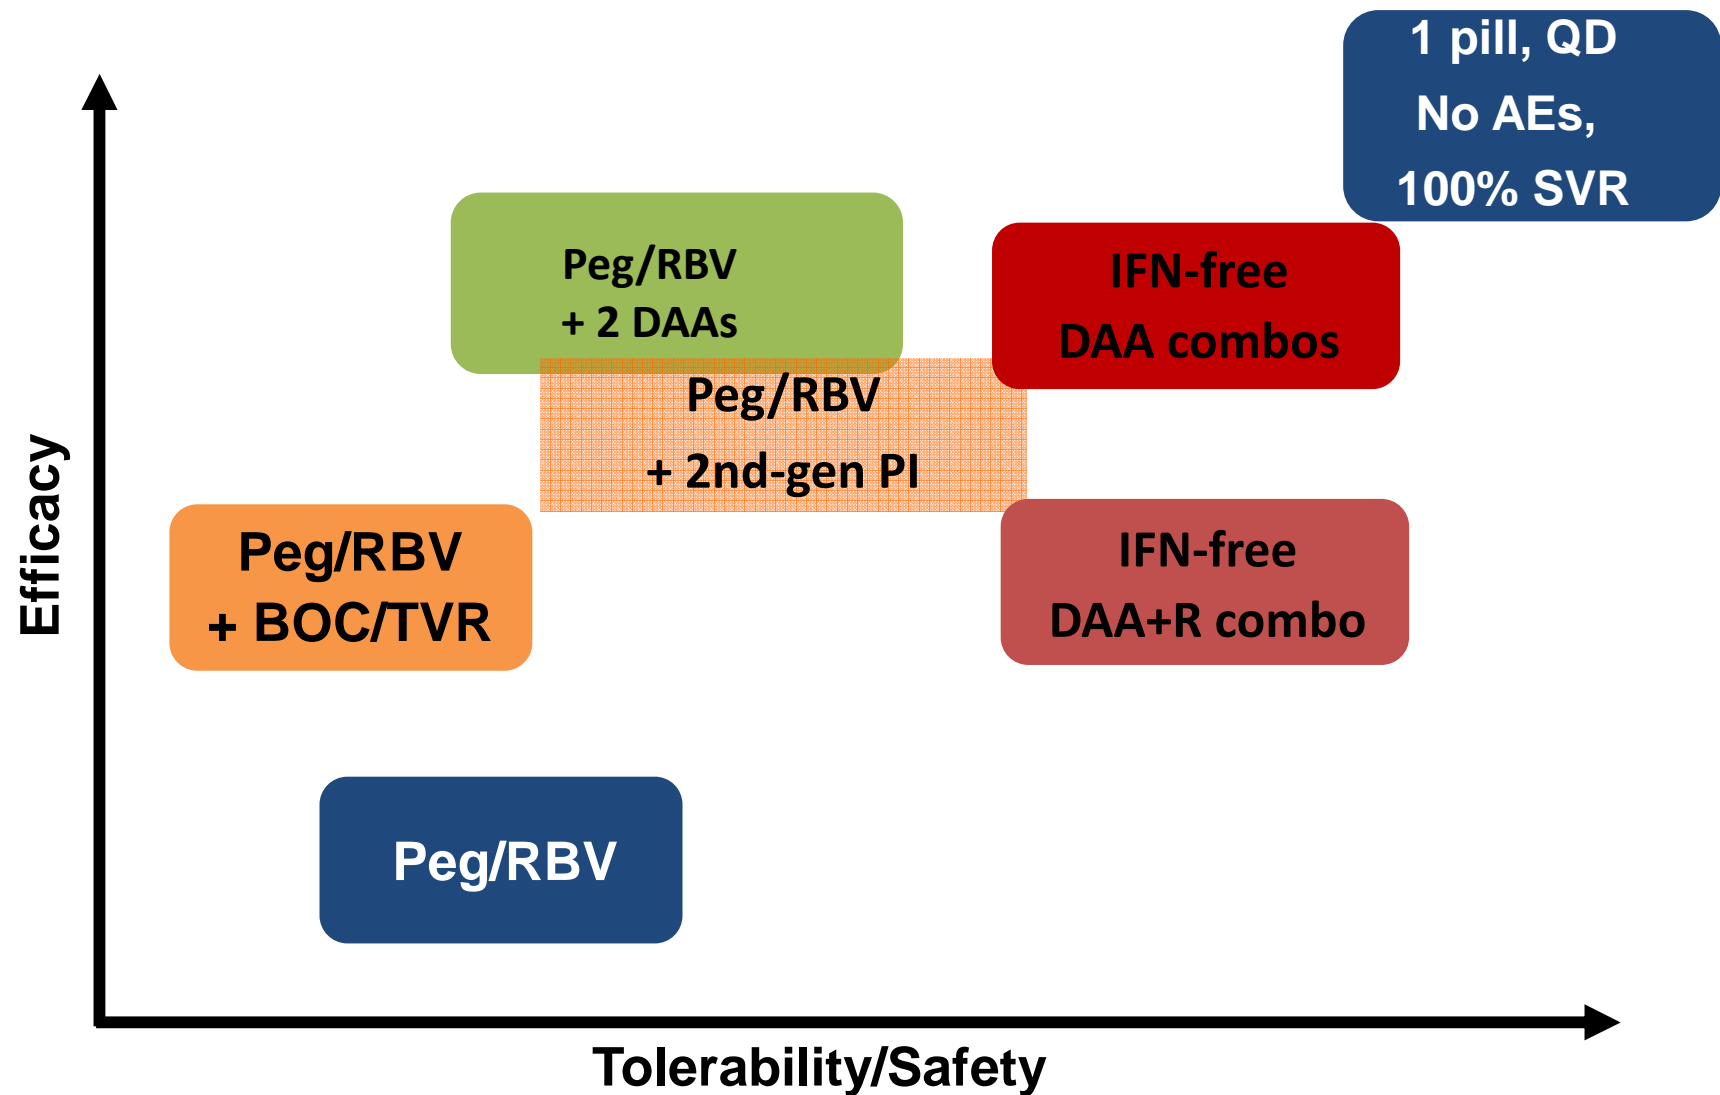 1 pill, QD
No AEs,
100% SVR
Peg/RBV
+ 2 DAAs
IFN-free
DAA combos
Peg/RBV
+ 2nd-gen PI
Efficacy
Peg/RBV
+ BOC/TVR
IFN-free
DAA+R combo
Peg/RBV
Tolerability/Safety